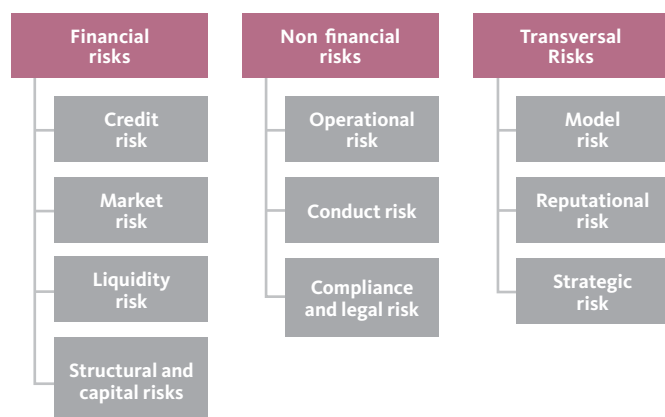 Financial
risks
Credit
risk
Market
risk
Liquidity
risk
Structural and
capital risks
Non financial
risks
Operational
risk
Conduct risk
Compliance
and legal risk
Transversal
Risks
Model
risk
Reputational
risk
Strategic
risk